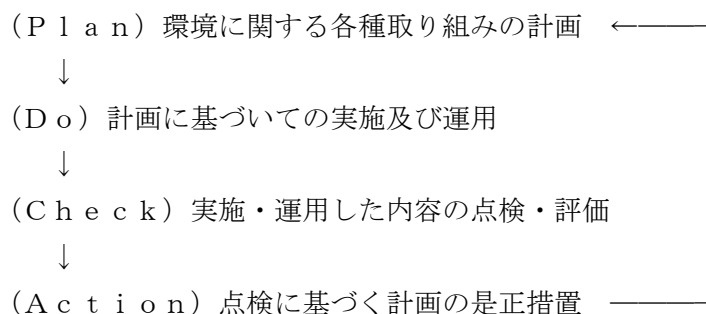 （Ｐｌａｎ）環境に関する各種取り組みの計画　←———
↓
（Ｄｏ）計画に基づいての実施及び運用
↓
（Ｃｈｅｃｋ）実施・運用した内容の点検・評価
↓
（Ａｃｔｉｏｎ）点検に基づく計画の是正措置　———